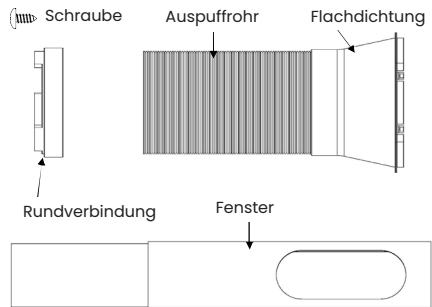 Schraube
Auspuffrohr
Flachdichtung
Rundverbindung
Fenster